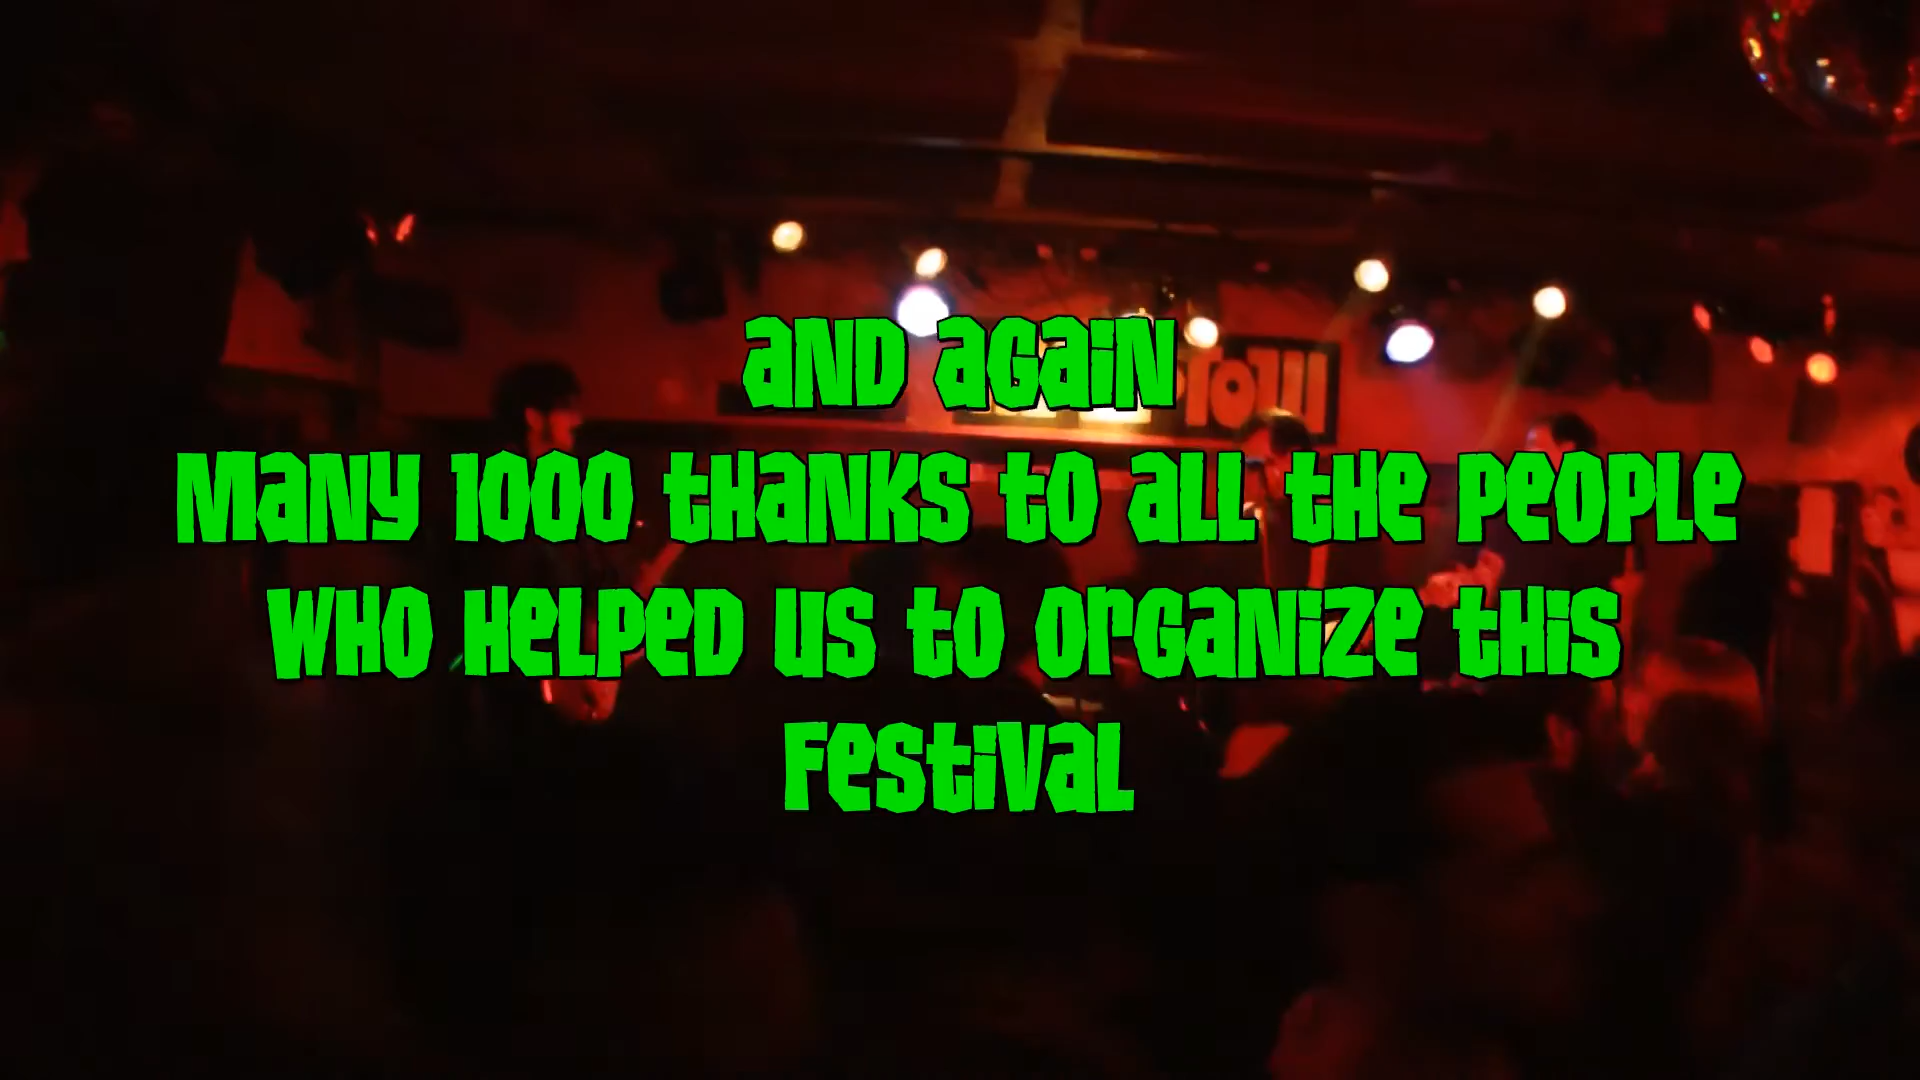 and again
Many 1000 thanks to all the people
who helped us to organize this
festival